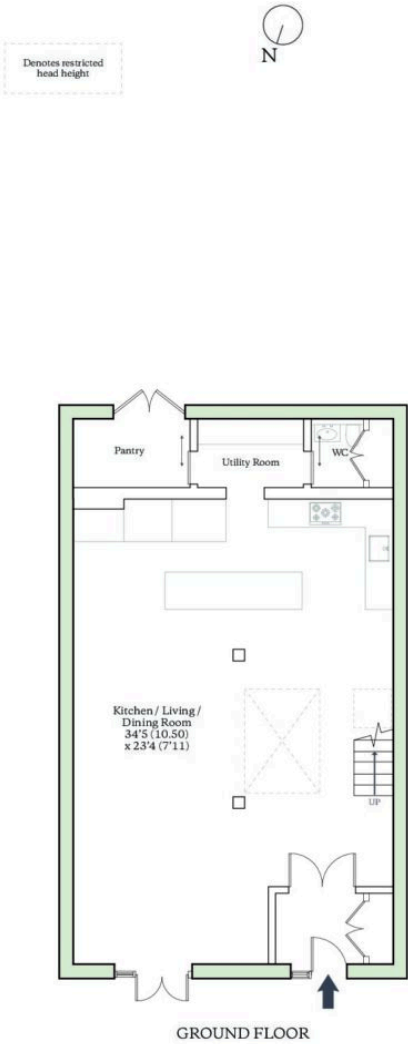 N
Denotes restricted
head height
Pantry
Utility Room
WC
Kitchen / Living /
Dining Room
34'5 (10.50)
x 23'4 (7'11)
UP
GROUND FLOOR